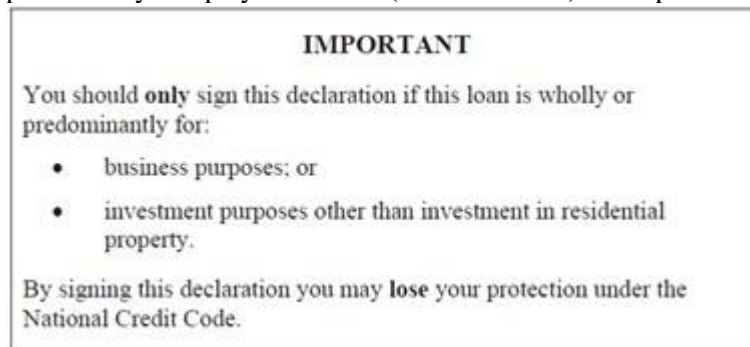 IMPORTANT
You should only sign this declaration if this loan is wholly or
predominantly for:
• business purposes; or
• investment purposes other than investment in residential
property.
By signing this declaration you may lose your protection under the
National Credit Code.